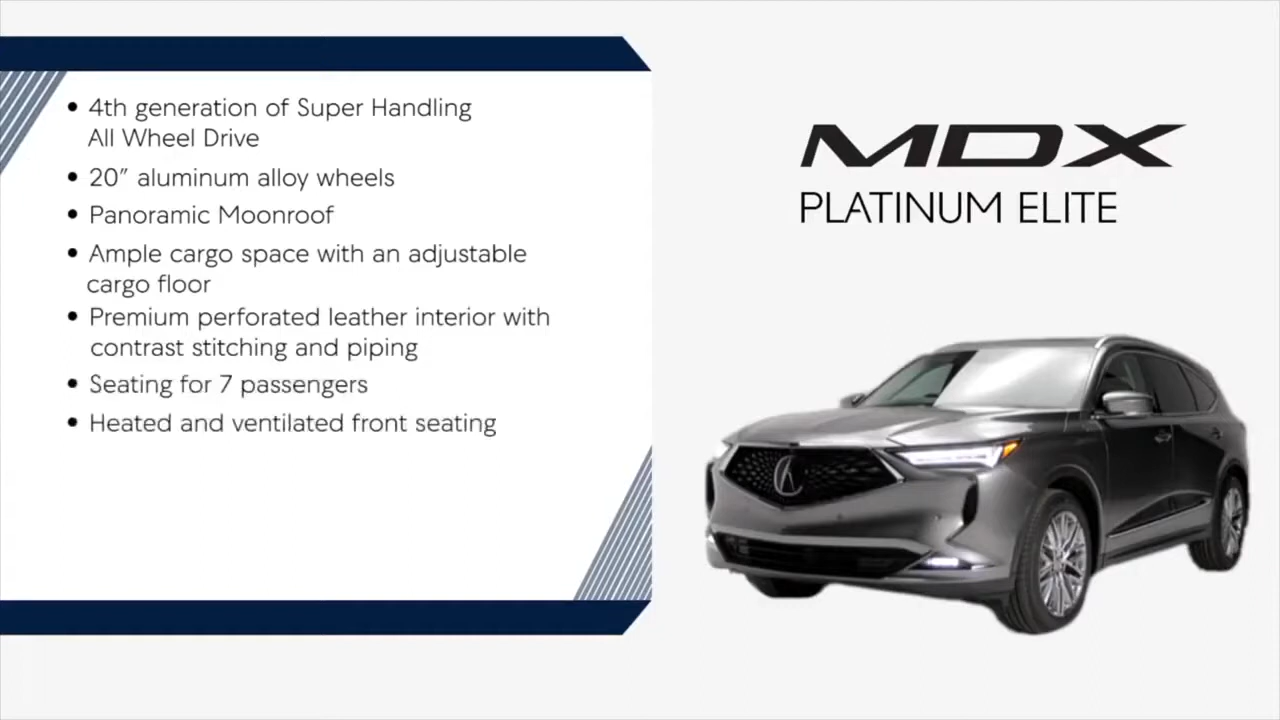 • 4th generation of Super Handling
All Wheel Drive
• 20” aluminum alloy wheels
• Panoramic Moonroof
• Ample cargo space with an adjustable
cargo floor
• Premium perforated leather interior with
contrast stitching and piping
• Seating for 7 passengers
• Heated and ventilated front seating
MDX
PLATINUM ELITE